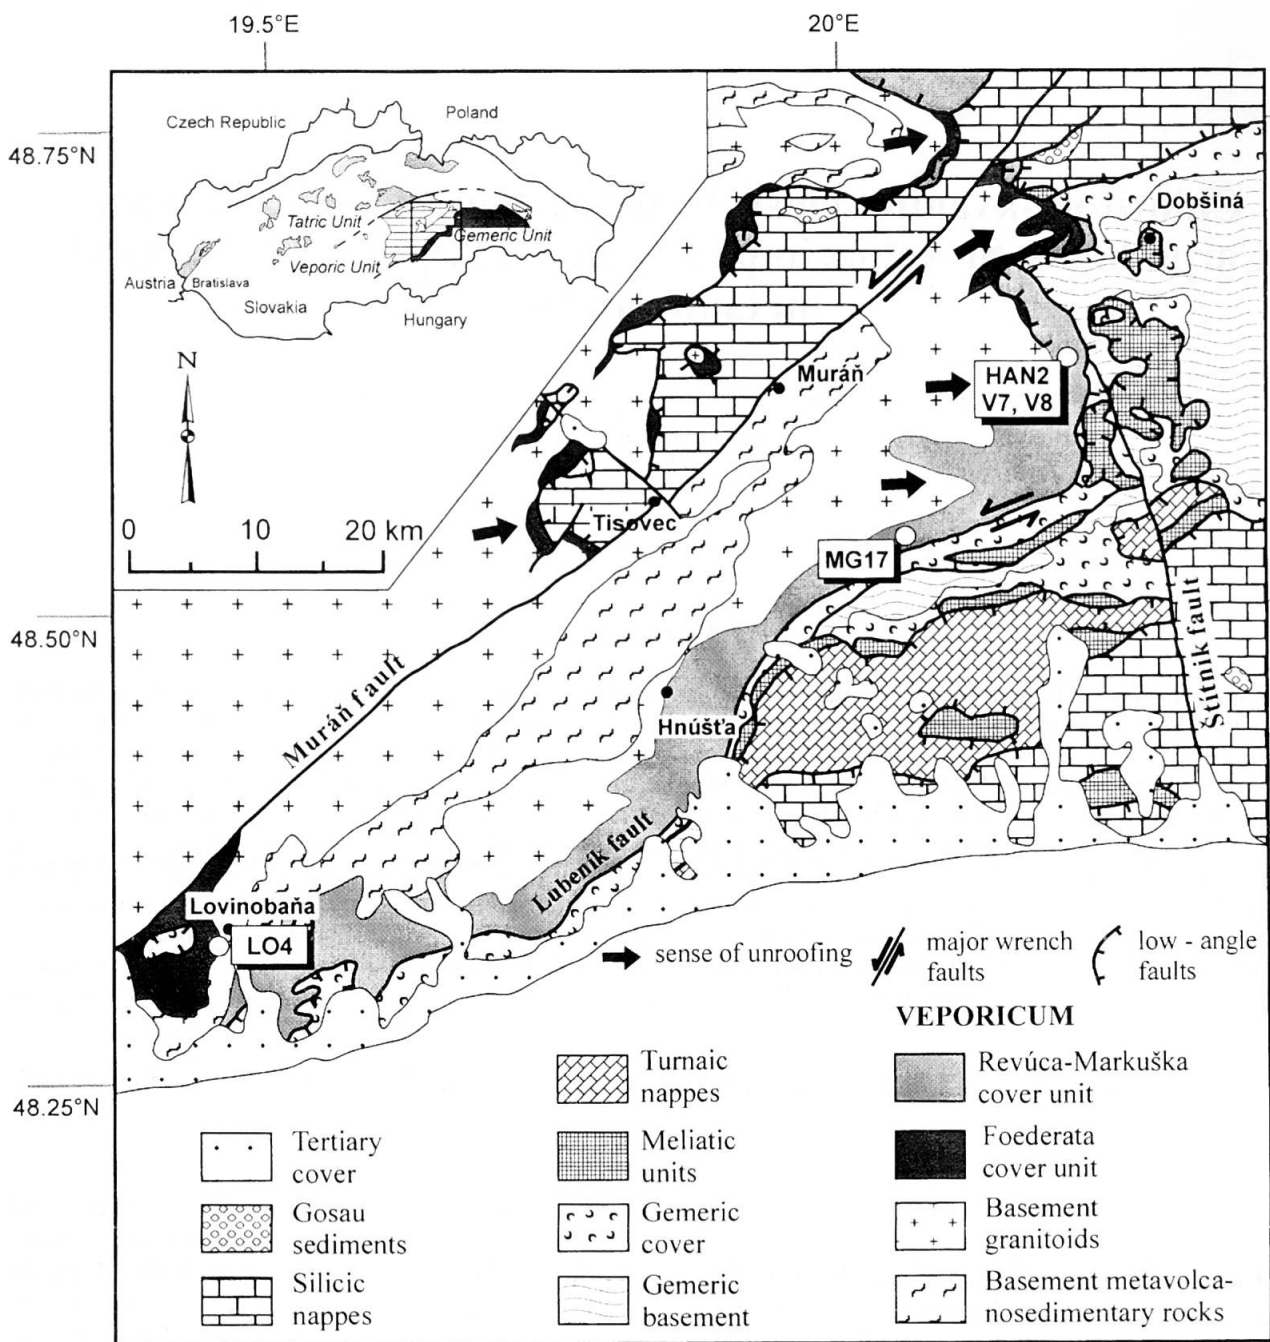 19.5°E
20°E
48.75°N
48.50°N
48.25°N
Czech Republic
Poland
Tatric Unit
Gemeric Unit
Veporic Unit
Austria
Bratislava
Slovakia
Hungary
N
0 10 20 km
Dobšiná
Muráň
HAN2
V7, V8
Tisovec
MG17
Muráň fault
Hnúšťa
Štítnik fault
Lubeník fault
Lovinobaňa
LO4
sense of unroofing
major wrench
faults
low - angle
faults
VEPORICUM
Turnaic
nappes
Revúca-Markuška
cover unit
Tertiary
cover
Meliatic
units
Foederata
cover unit
Gosau
sediments
Gemeric
cover
Basement
granitoids
Silicic
nappes
Gemeric
basement
Basement metavolca-
nosedimentary rocks